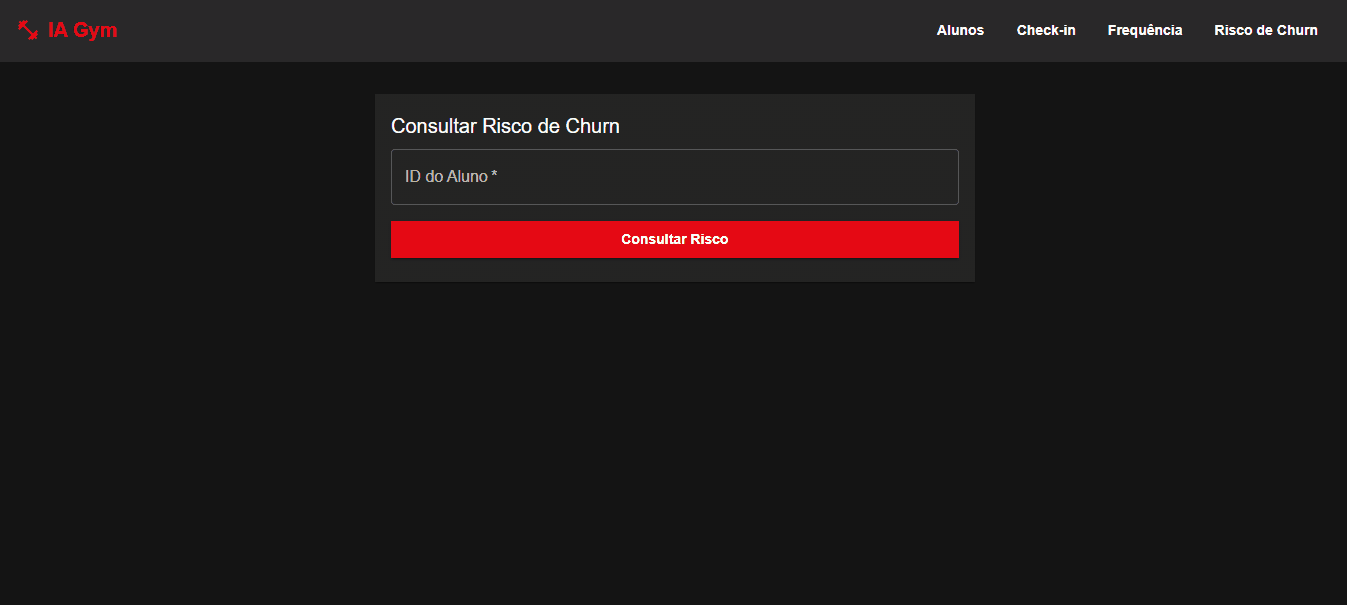 IA Gym
Alunos Check-in Frequência Risco de Churn
Consultar Risco de Churn
ID do Aluno *
Consultar Risco